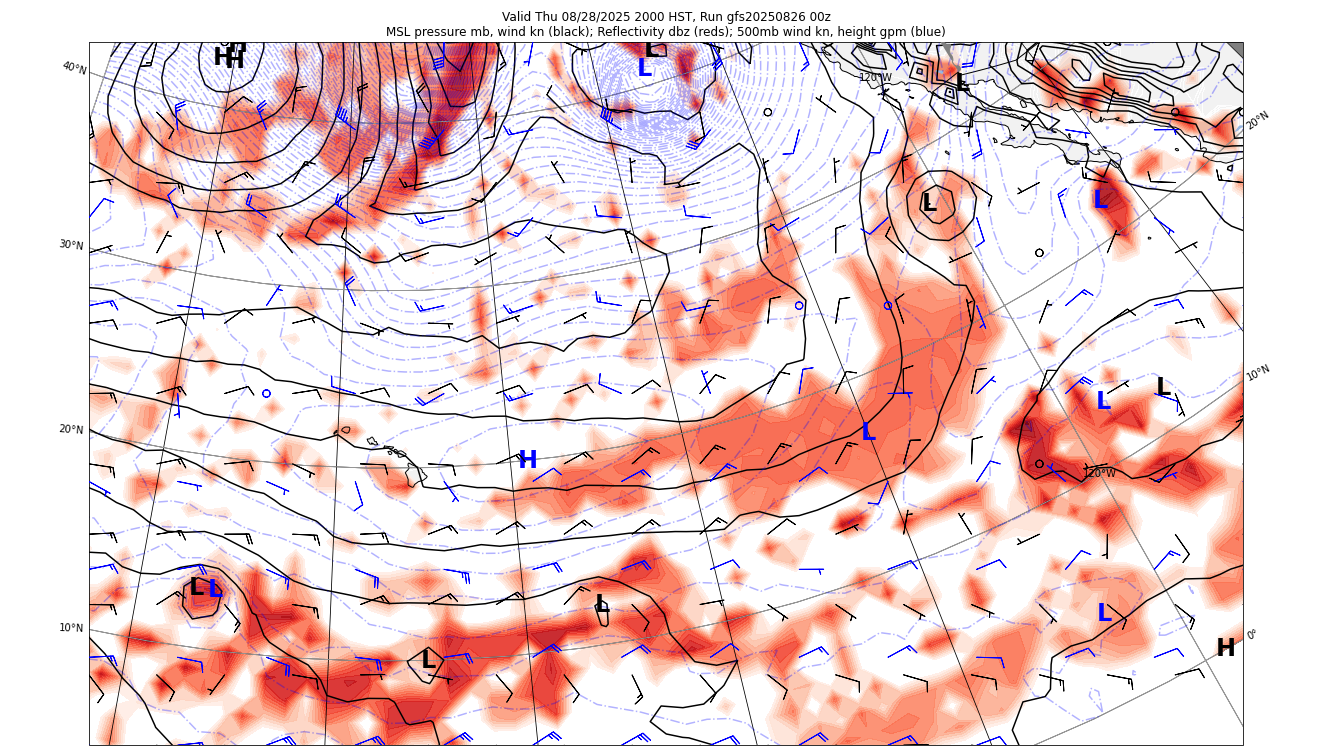 Valid Thu 08/28/2025 2000 HST, Run gfs20250826 00z
MSL pressure mb, wind kn (black); Reflectivity dbz (reds); 500mb wind kn, height gpm (blue)
H H H L L 120°W L
40°N 20°N
L L
30°N
10°N
L L L
20°N L
H
120°W
L L L L
10°N 0°
L H